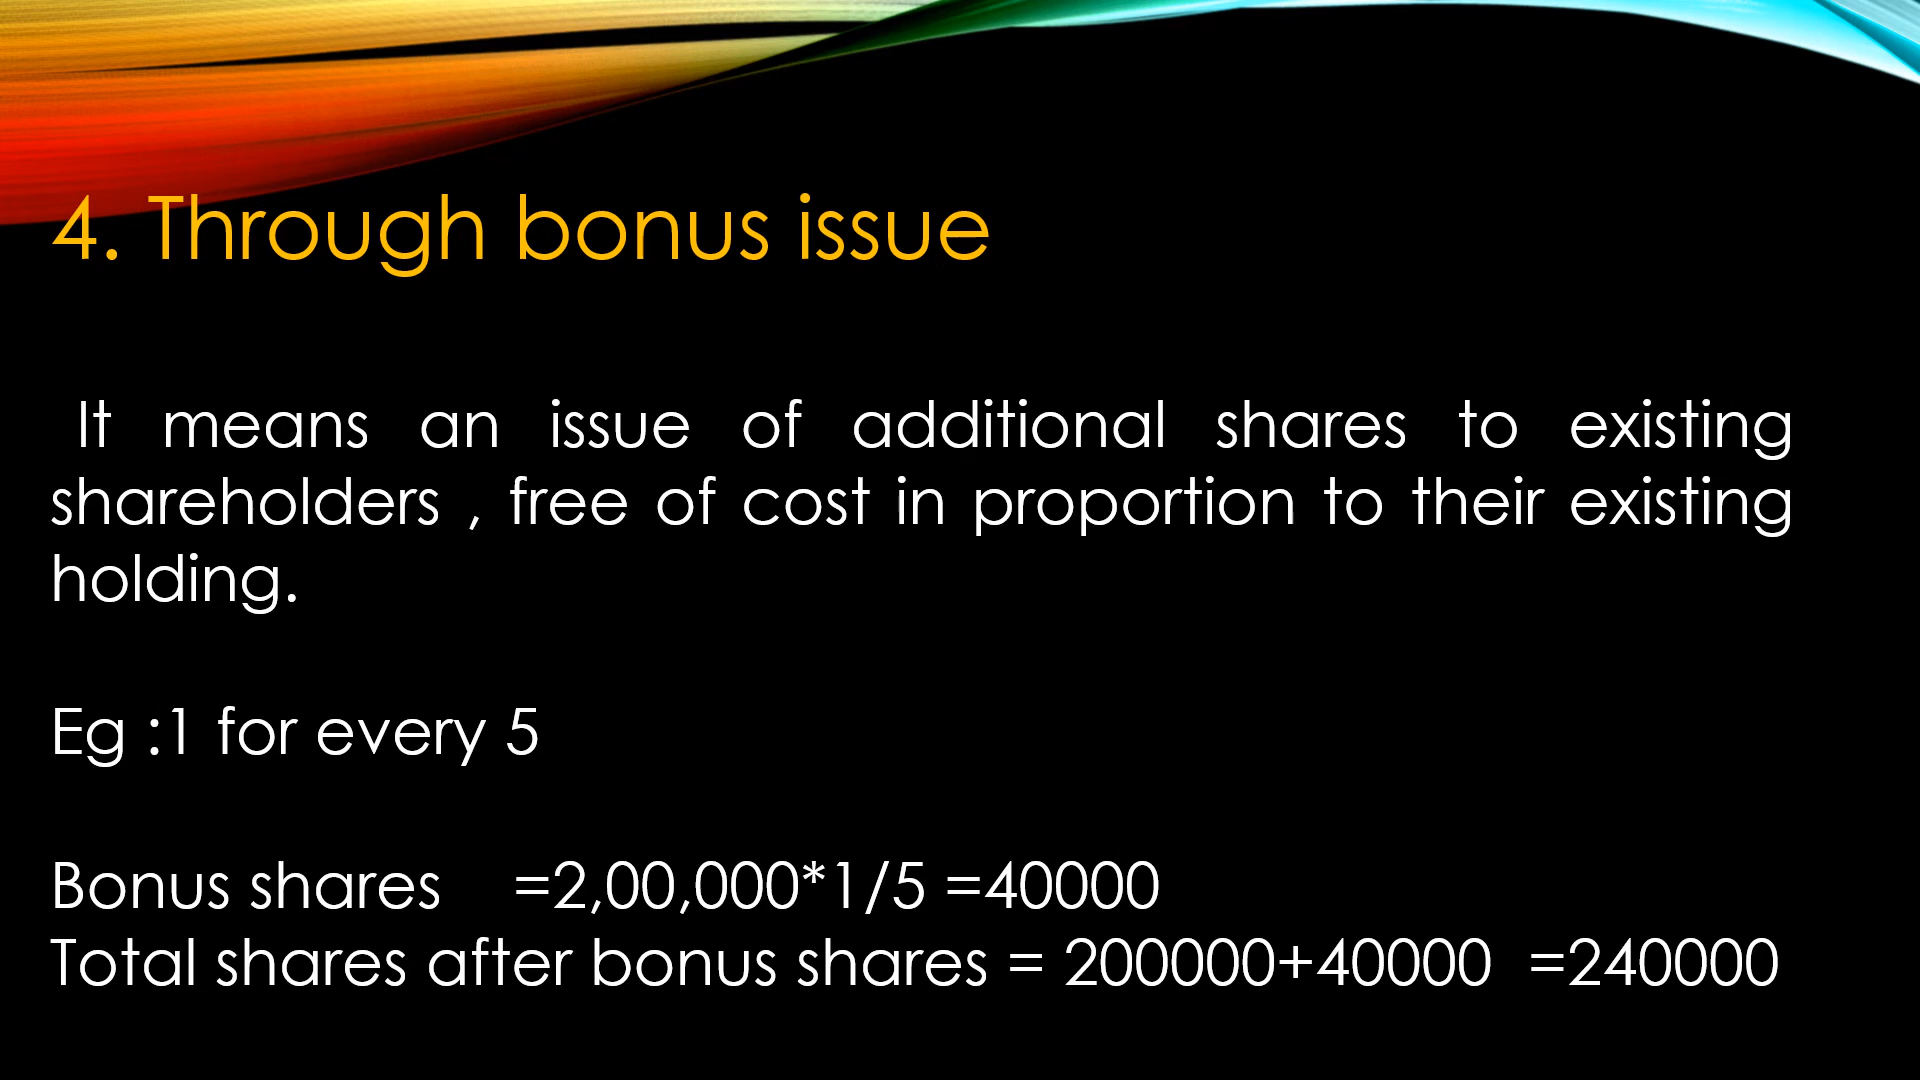 4. Through bonus issue
It means an issue of additional shares to existing
shareholders , free of cost in proportion to their existing
holding.
Eg :1 for every 5
Bonus shares =2,00,000*1/5 =40000
Total shares after bonus shares = 200000+40000 =240000